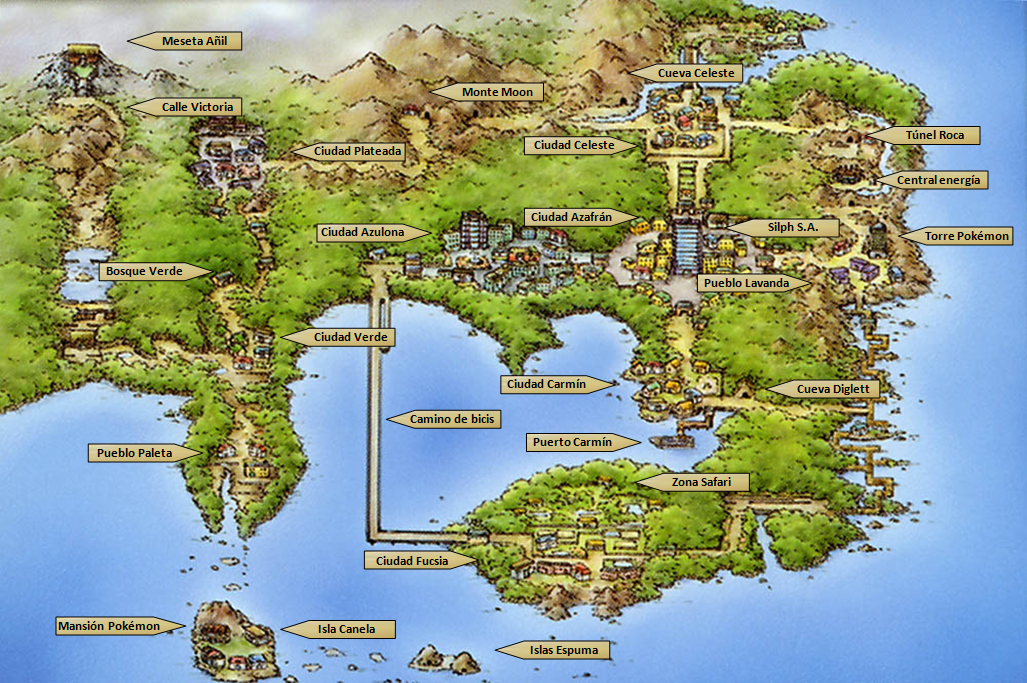 Meseta Añil
Cueva Celeste
Monte Moon
Calle Victoria
Túnel Roca
Ciudad Celeste
Ciudad Plateada
Central energía
Ciudad Azafrán
Silph S.A.
Ciudad Azulona
Torre Pokémon
Bosque Verde
Pueblo Lavanda
Ciudad Verde
Ciudad Carmín
Cueva Diglett
Camino de bicis
Puerto Carmín
Pueblo Paleta
Zona Safari
Ciudad Fucsia
Mansión Pokémon
Isla Canela
Islas Espuma